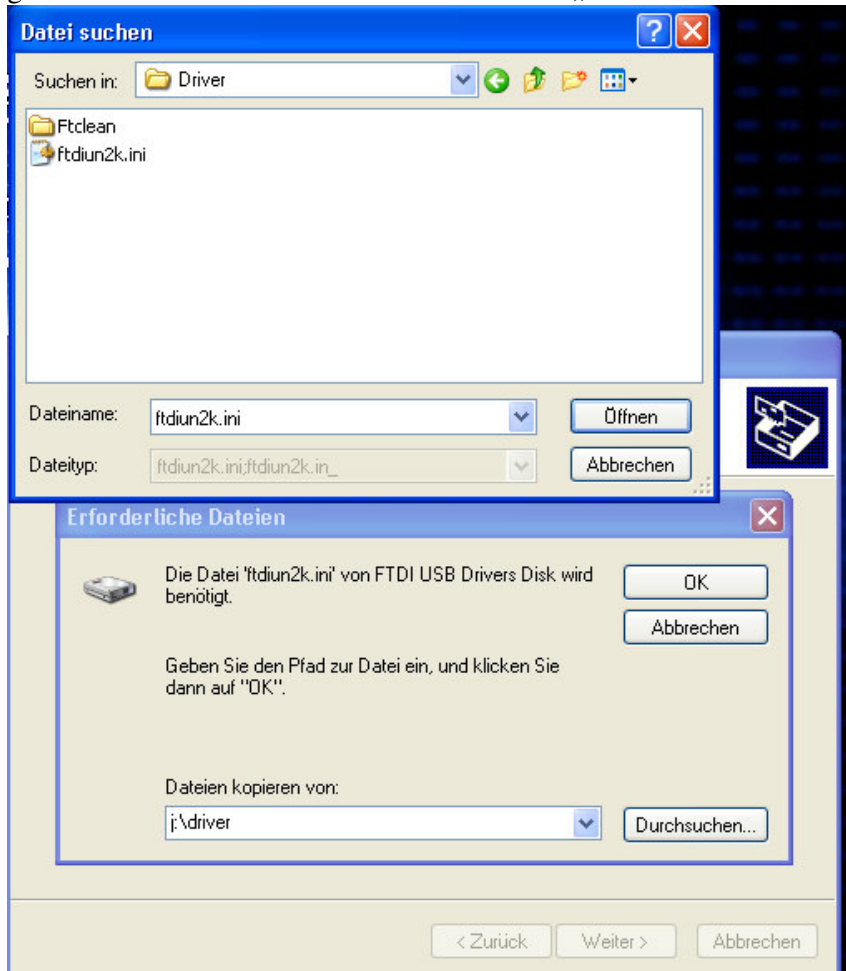 Datei suchen
Suchen in: Driver
Ftclean
ftdiun2k.ini
Dateiname: ftdiun2k.ini Öffnen
Dateityp: ftdiun2k.ini;ftdiun2k.in_ Abbrechen
Erforderliche Dateien
Die Datei 'ftdiun2k.ini' von FTDI USB Drivers Disk wird
benötigt.
OK
Abbrechen
Geben Sie den Pfad zur Datei ein, und klicken Sie
dann auf "OK".
Dateien kopieren von:
j:\driver Durchsuchen...
< Zurück Weiter > Abbrechen